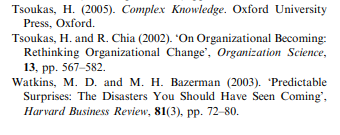 Tsoukas, H. (2005). Complex Knowledge. Oxford University
Press, Oxford.
Tsoukas, H. and R. Chia (2002). ‘On Organizational Becoming:
Rethinking Organizational Change’, Organization Science,
13, pp. 567–582.
Watkins, M. D. and M. H. Bazerman (2003). ‘Predictable
Surprises: The Disasters You Should Have Seen Coming’,
Harvard Business Review, 81(3), pp. 72–80.